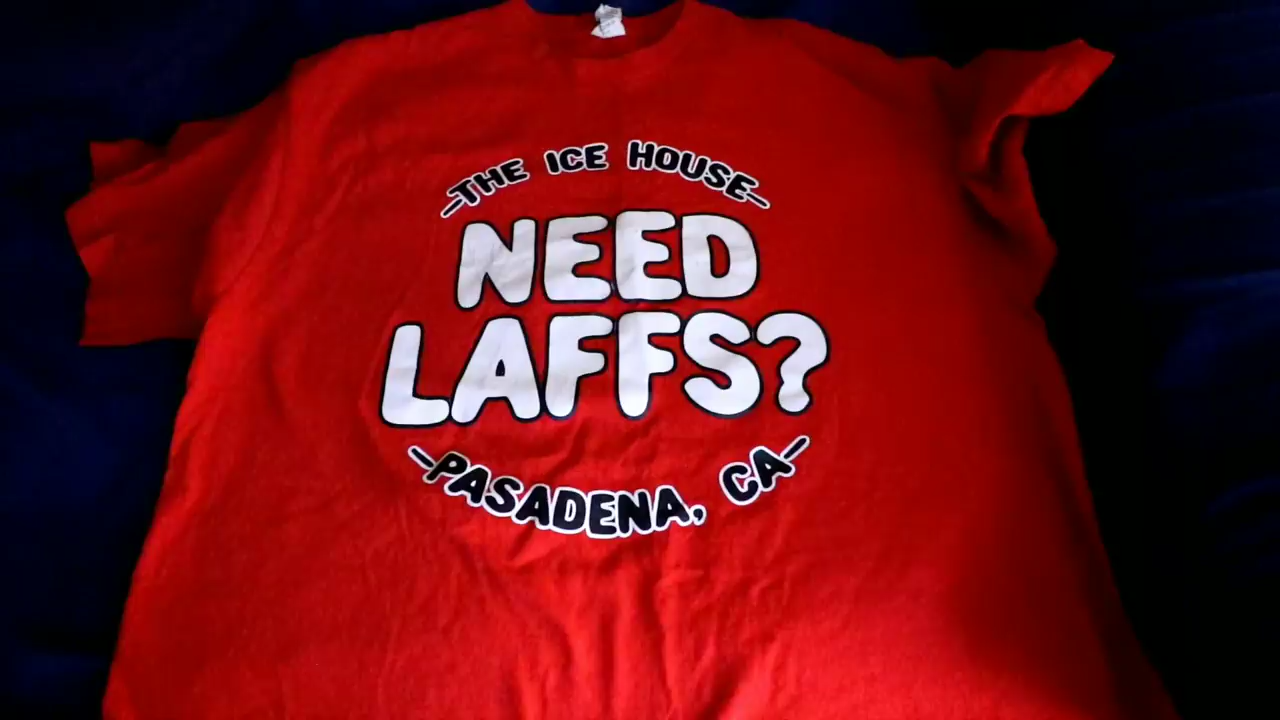 -THE ICE HOUSE-
NEED
LAFFS?
-PASADENA, CA-